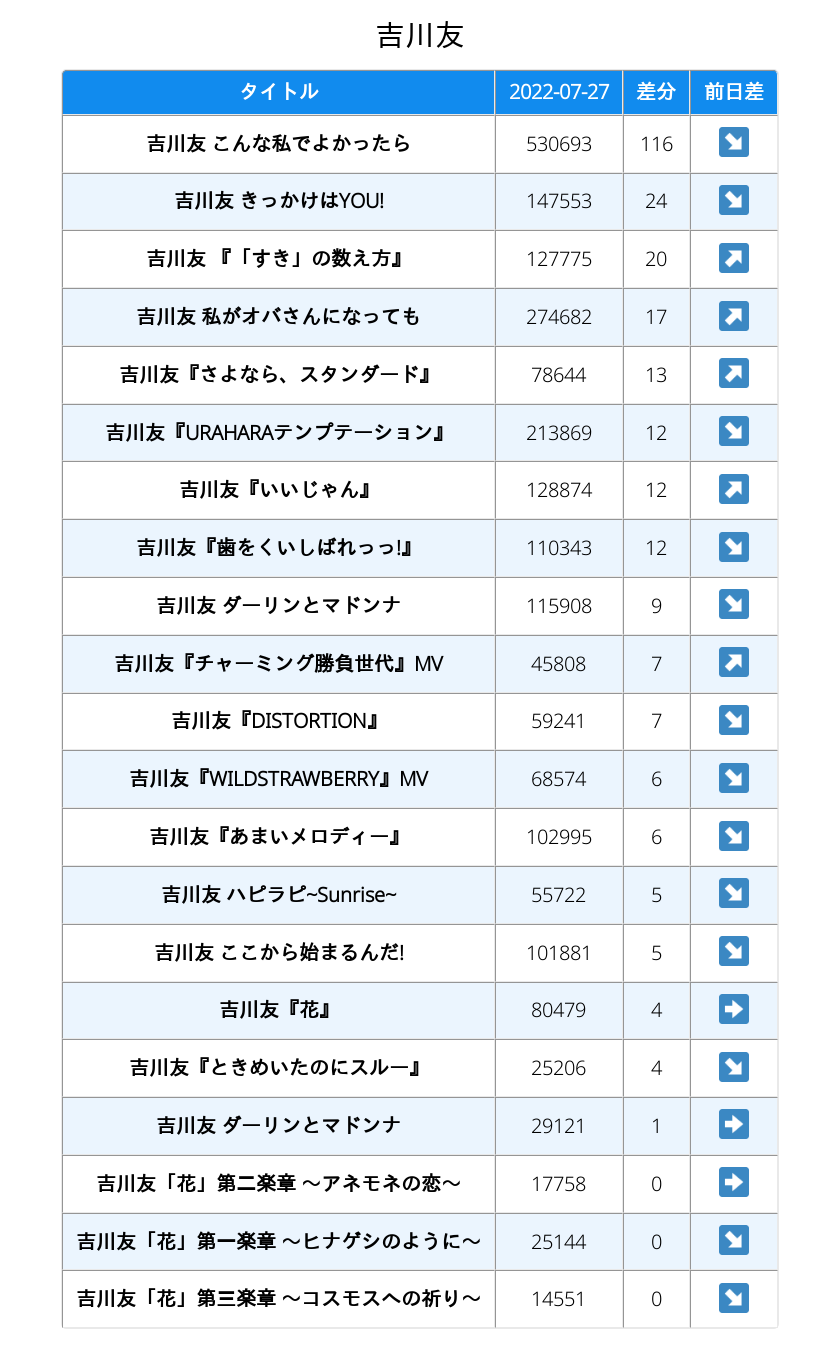 吉川友
タイトル 2022-07-27 差分 前日差
吉川友 こんな私でよかったら 530693 116 ↘
吉川友 きっかけはYOU! 147553 24 ↘
吉川友 『「すき」の数え方』 127775 20 ↗
吉川友 私がオバさんになっても 274682 17 ↗
吉川友『さよなら、スタンダード』 78644 13 ↗
吉川友『URAHARAテンプテーション』 213869 12 ↘
吉川友『いいじゃん』 128874 12 ↗
吉川友『歯をくいしばれっっ!』 110343 12 ↘
吉川友 ダーリンとマドンナ 115908 9 ↘
吉川友『チャーミング勝負世代』MV 45808 7 ↗
吉川友『DISTORTION』 59241 7 ↘
吉川友『WILDSTRAWBERRY』MV 68574 6 ↘
吉川友『あまいメロディー』 102995 6 ↘
吉川友 ハピラピ~Sunrise~ 55722 5 ↘
吉川友 ここから始まるんだ! 101881 5 ↘
吉川友『花』 80479 4 ➡
吉川友『ときめいたのにスルー』 25206 4 ↘
吉川友 ダーリンとマドンナ 29121 1 ➡
吉川友「花」第二楽章 〜アネモネの恋〜 17758 0 ➡
吉川友「花」第一楽章 〜ヒナゲシのように〜 25144 0 ↘
吉川友「花」第三楽章 〜コスモスへの祈り〜 14551 0 ↘